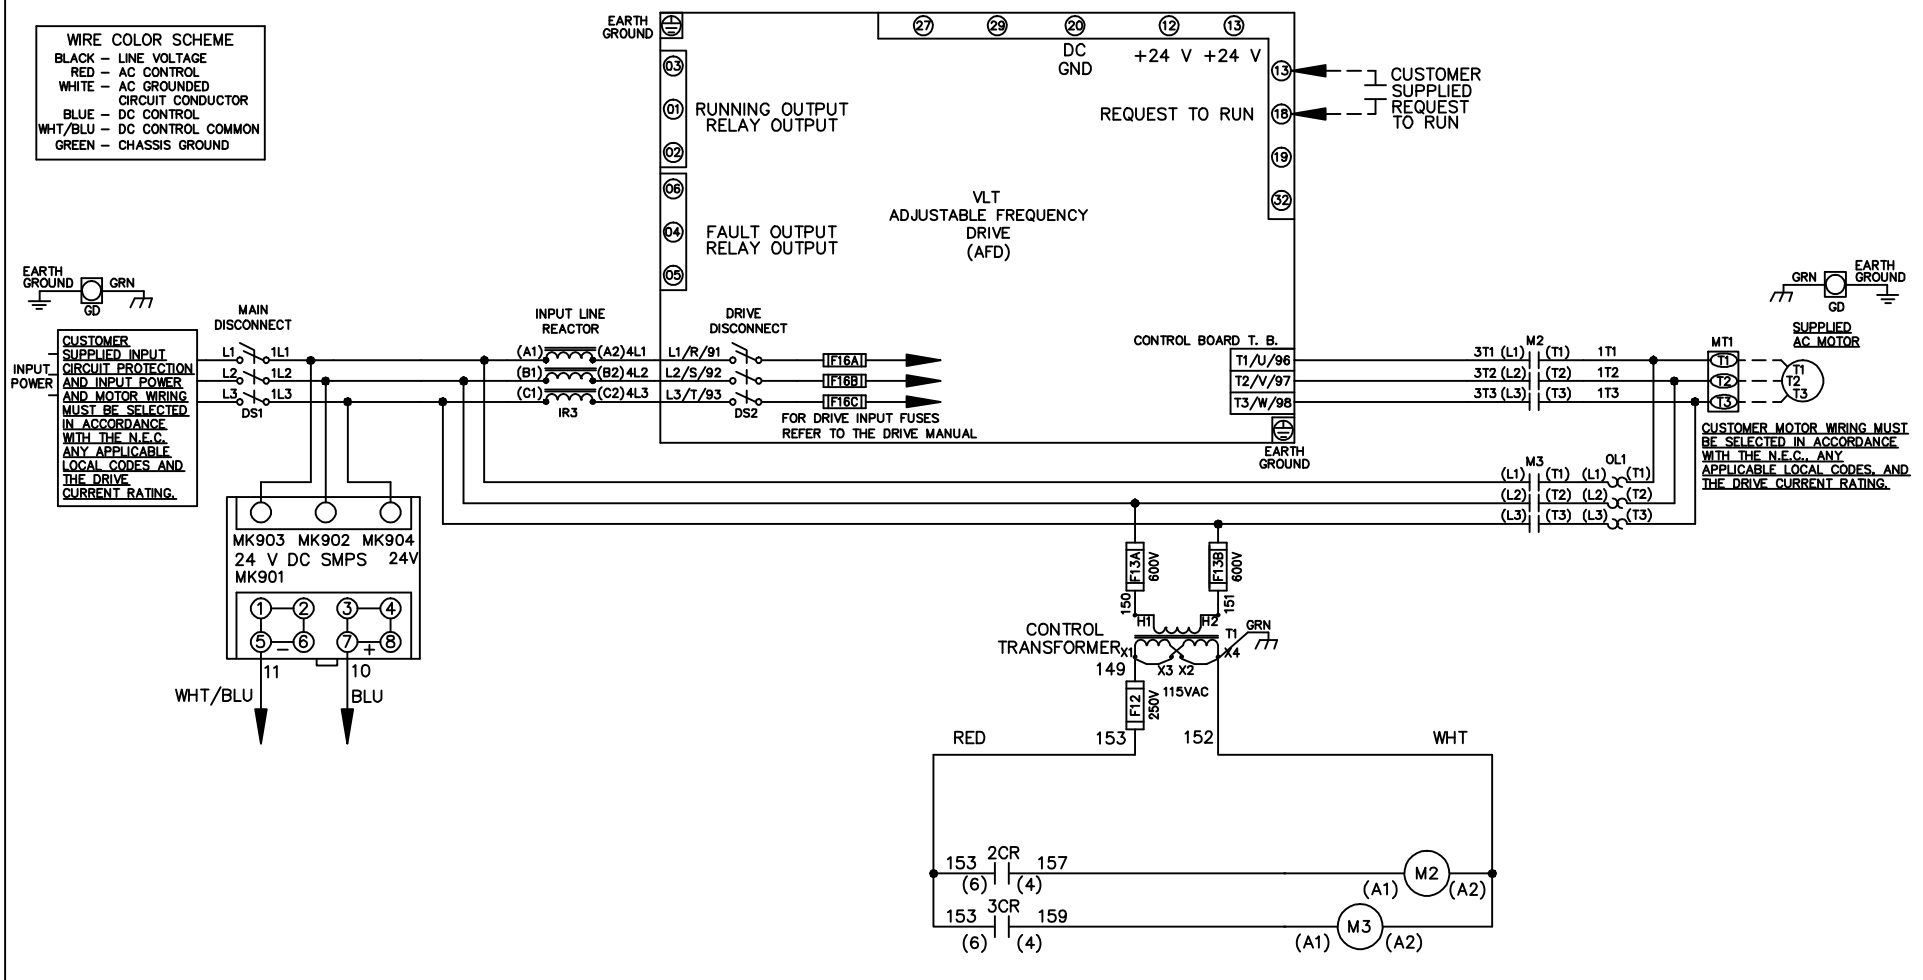 WIRE COLOR SCHEME
BLACK – LINE VOLTAGE
RED – AC CONTROL
WHITE – AC GROUNDED
CIRCUIT CONDUCTOR
BLUE – DC CONTROL
WHT/BLU – DC CONTROL COMMON
GREEN – CHASSIS GROUND
EARTH
GROUND
27 29 20 12 13
DC
GND
+24 V +24 V
03
01
02
RUNNING OUTPUT
RELAY OUTPUT
06
04
05
FAULT OUTPUT
RELAY OUTPUT
VLT
ADJUSTABLE FREQUENCY
DRIVE
(AFD)
REQUEST TO RUN
13
18
19
32
CUSTOMER
SUPPLIED
REQUEST
TO RUN
EARTH
GROUND
GRN
GD
INPUT
POWER
CUSTOMER
SUPPLIED INPUT
CIRCUIT PROTECTION
AND INPUT POWER
AND MOTOR WIRING
MUST BE SELECTED
IN ACCORDANCE
WITH THE N.E.C.
ANY APPLICABLE
LOCAL CODES AND
THE DRIVE
CURRENT RATING.
MAIN
DISCONNECT
L1 1L1
L2 1L2
L3 1L3
DS1
INPUT LINE
REACTOR
(A1) (A2) 4L1
(B1) (B2) 4L2
(C1) (C2) 4L3
IR3
DRIVE
DISCONNECT
L1/R/91
L2/S/92
L3/T/93
DS2
F16A
F16B
F16C
FOR DRIVE INPUT FUSES
REFER TO THE DRIVE MANUAL
CONTROL BOARD T. B.
T1/U/96
T2/V/97
T3/W/98
EARTH
GROUND
M2
3T1 (L1) (T1) 1T1
3T2 (L2) (T2) 1T2
3T3 (L3) (T3) 1T3
MT1
T1
T2
T3
GRN
GD
EARTH
GROUND
SUPPLIED
AC MOTOR
T1
T2
T3
CUSTOMER MOTOR WIRING MUST
BE SELECTED IN ACCORDANCE
WITH THE N.E.C., ANY
APPLICABLE LOCAL CODES, AND
THE DRIVE CURRENT RATING.
M3 OL1
(L1) (T1) (L1) (T1)
(L2) (T2) (L2) (T2)
(L3) (T3) (L3) (T3)
MK903 MK902 MK904
24 V DC SMPS 24V
MK901
1 2 3 4
5 – 6 7 + 8
11
10
WHT/BLU
BLU
F13A
600V
F13B
600V
150
151
H1 H2
CONTROL
TRANSFORMER
T1
GRN
X1 X3 X2 X4
149
115VAC
F12
250V
153
152
RED
WHT
153 2CR 157
(6) (4)
(A1) M2 (A2)
153 3CR 159
(6) (4)
(A1) M3 (A2)